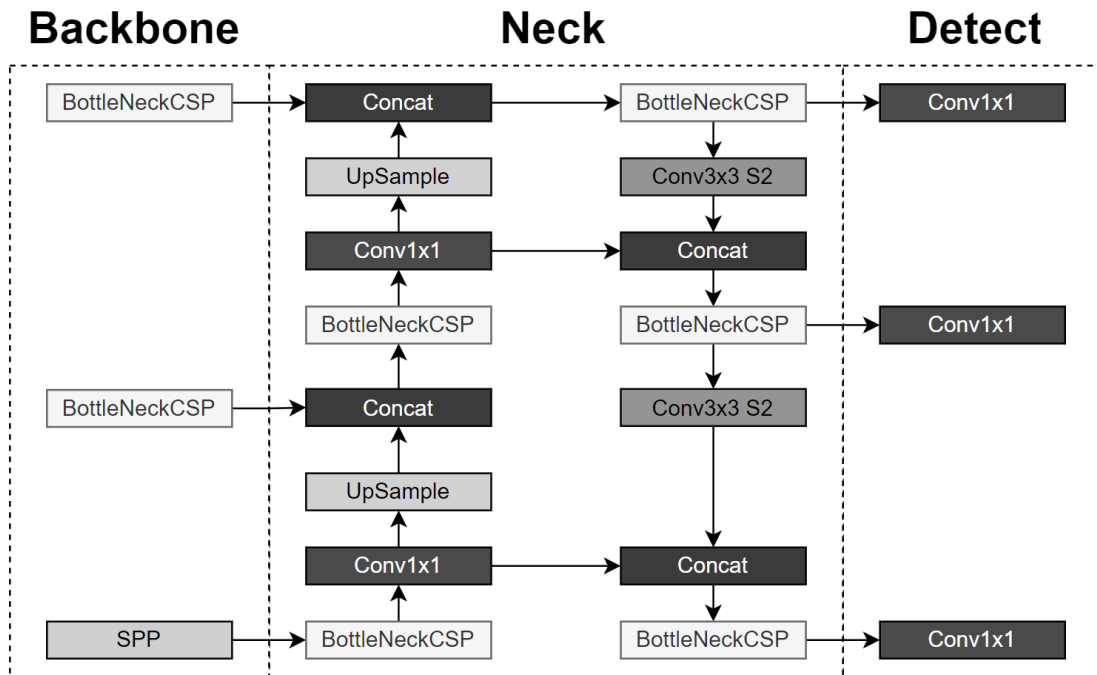 Backbone
Neck
Detect
BottleNeckCSP
Concat
BottleNeckCSP
Conv1x1
UpSample
Conv3x3 S2
Conv1x1
Concat
BottleNeckCSP
BottleNeckCSP
Conv1x1
BottleNeckCSP
Concat
Conv3x3 S2
UpSample
Conv1x1
Concat
SPP
BottleNeckCSP
BottleNeckCSP
Conv1x1